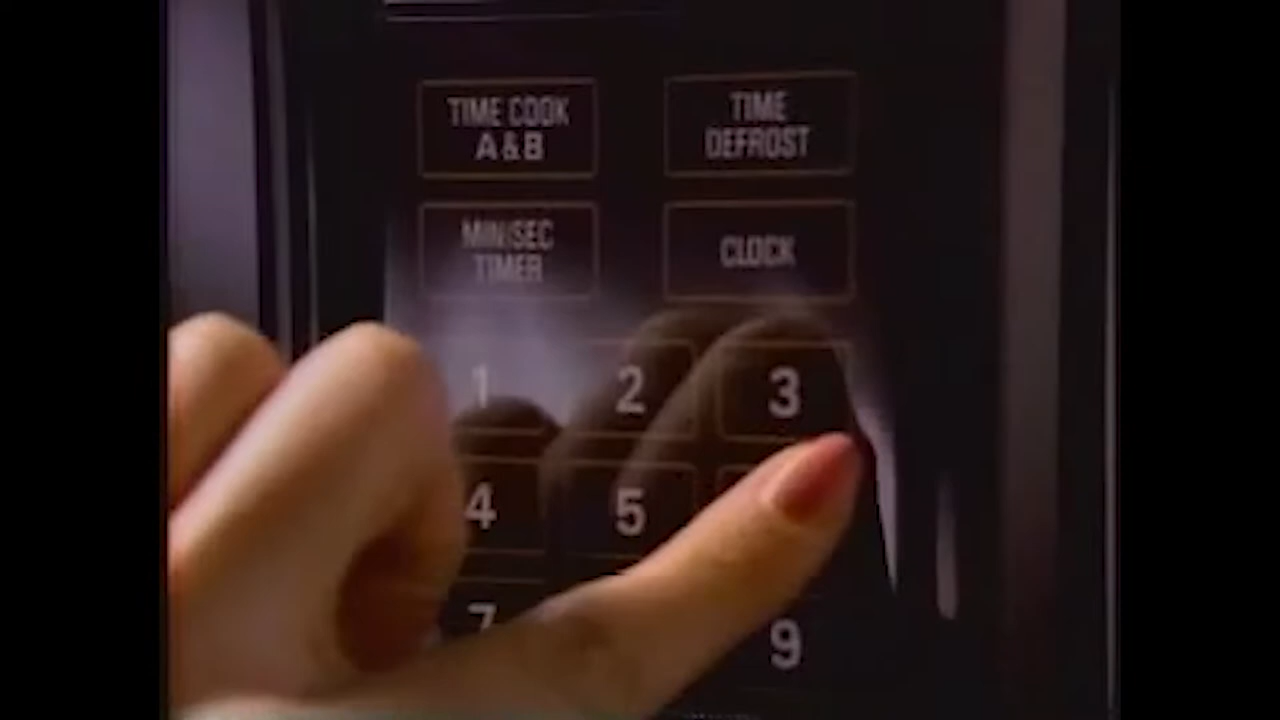 TIME COOK
A & B
TIME
DEFROST
MIN/SEC
TIMER
CLOCK
1 2 3
4 5
7 9